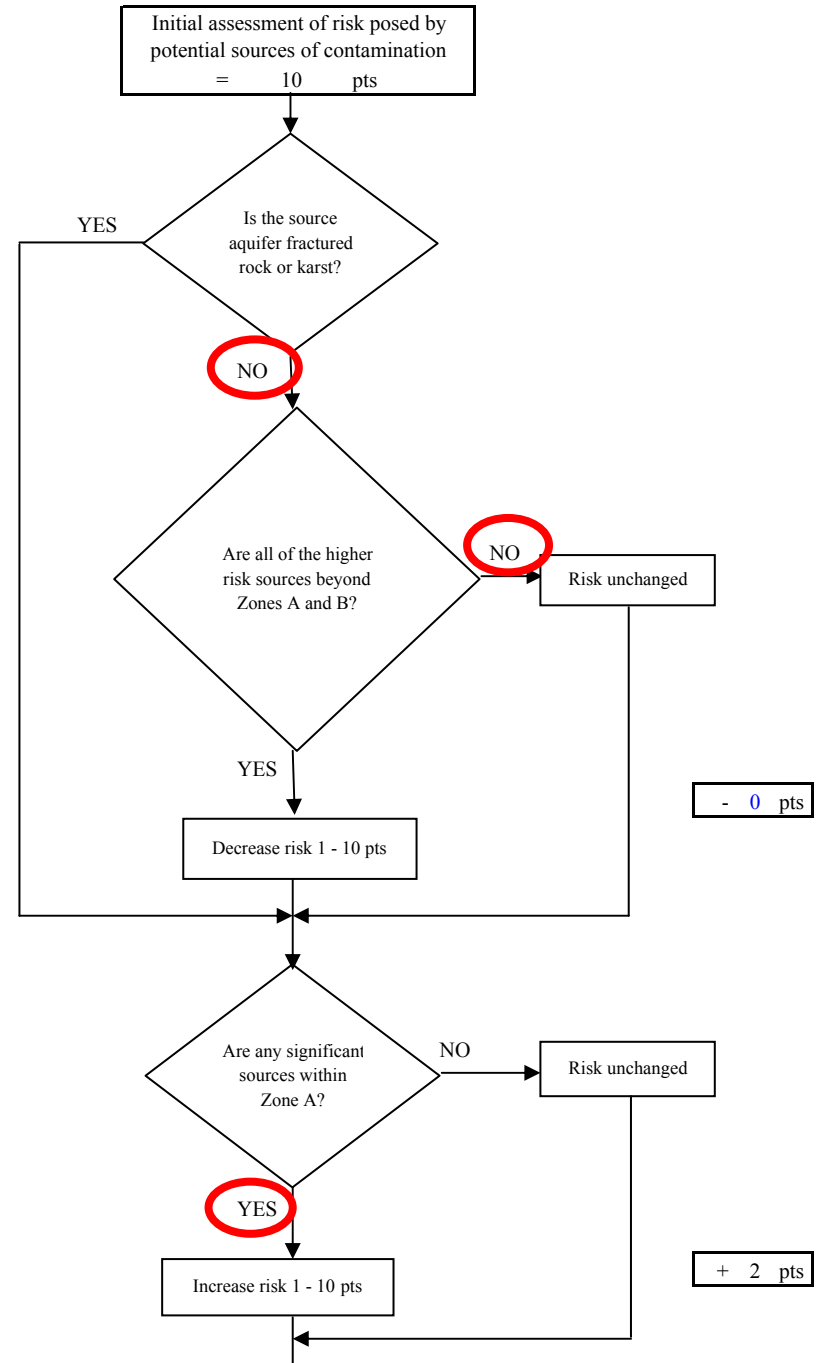 Initial assessment of risk posed by
potential sources of contamination
= 10 pts
YES
Is the source
aquifer fractured
rock or karst?
NO
Are all of the higher
risk sources beyond
Zones A and B?
NO
Risk unchanged
YES
- 0 pts
Decrease risk 1 - 10 pts
Are any significant
sources within
Zone A?
NO
Risk unchanged
YES
+ 2 pts
Increase risk 1 - 10 pts